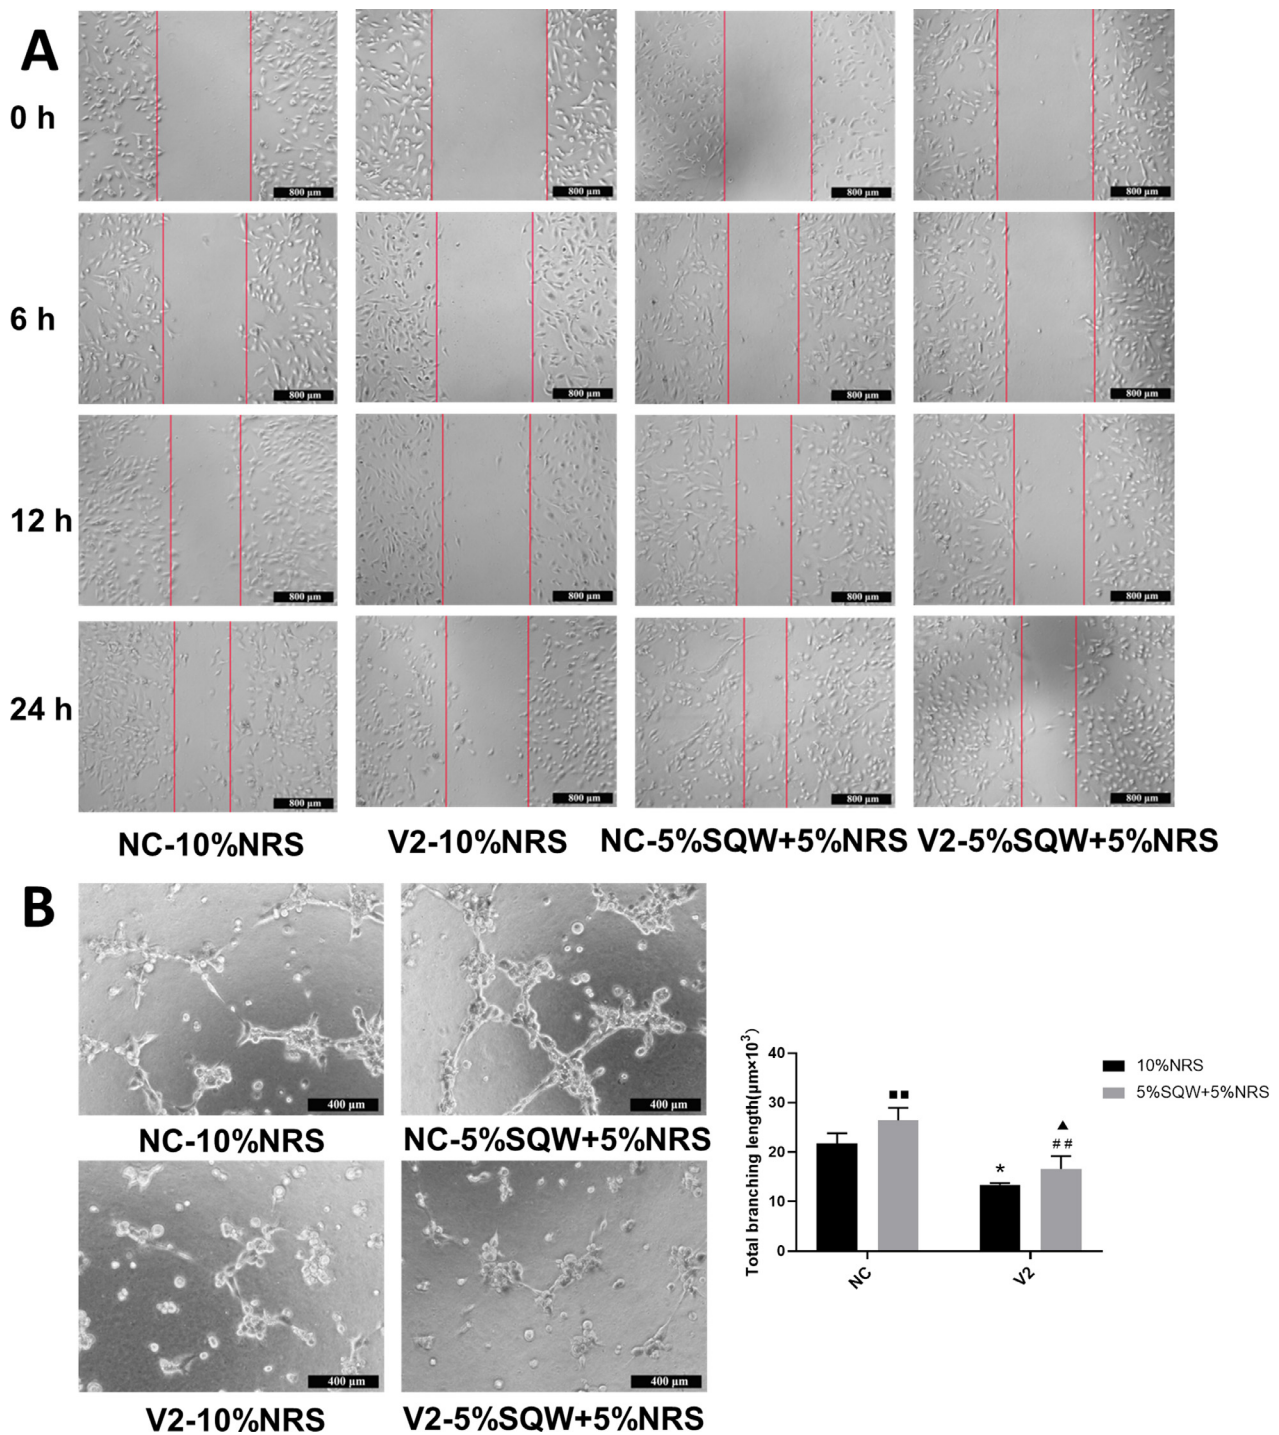 A
0 h
800 μm
800 μm
800 μm
800 μm
6 h
800 μm
800 μm
800 μm
800 μm
12 h
800 μm
800 μm
800 μm
800 μm
24 h
800 μm
800 μm
800 μm
800 μm
NC-10%NRS
V2-10%NRS
NC-5%SQW+5%NRS
V2-5%SQW+5%NRS
B
400 μm
400 μm
NC-10%NRS
NC-5%SQW+5%NRS
400 μm
400 μm
V2-10%NRS
V2-5%SQW+5%NRS
Total branching length(μm×10³)
40
30
20
10
0
■■
*
▲
##
NC
V2
10%NRS
5%SQW+5%NRS